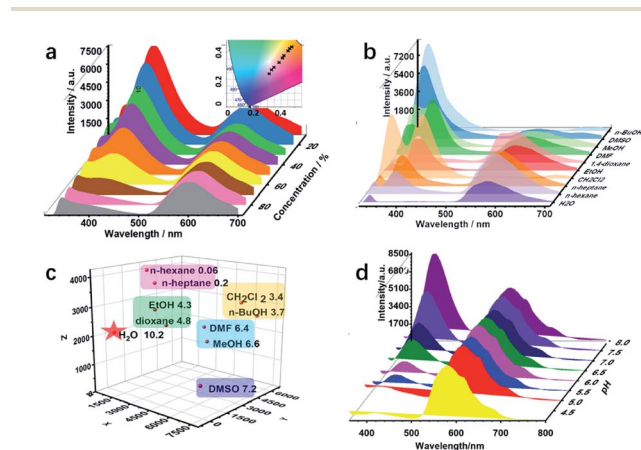 a
7500
6000
4500
3000
1500
Intensity / a.u.
0.4
0.2
0.0
0.2 0.4
20
40
60
80
Concentration / %
400 500 600 700
Wavelength / nm
b
7200
5400
3600
1800
Intensity / a.u.
n-BuOH
DMSO
MeOH
DMF
1,4-dioxane
EtOH
CH2Cl2
n-heptane
n-hexane
H2O
400 500 600 700
Wavelength / nm
c
4000
3000
2000
1000
0
Z
n-hexane 0.06
n-heptane 0.2
EtOH 4.3
dioxane 4.8
H2O 10.2
CH2Cl 2 3.4
n-BuOH 3.7
DMF 6.4
MeOH 6.6
DMSO 7.2
1500
3000
4500
6000
7500
X
0
1500
3000
4500
6000
Y
d
8500
6800
5100
3400
1700
0
Intensity/a.u.
8.0
7.5
7.0
6.5
6.0
5.5
5.0
4.5
pH
400 500 600 700 800
Wavelength/nm